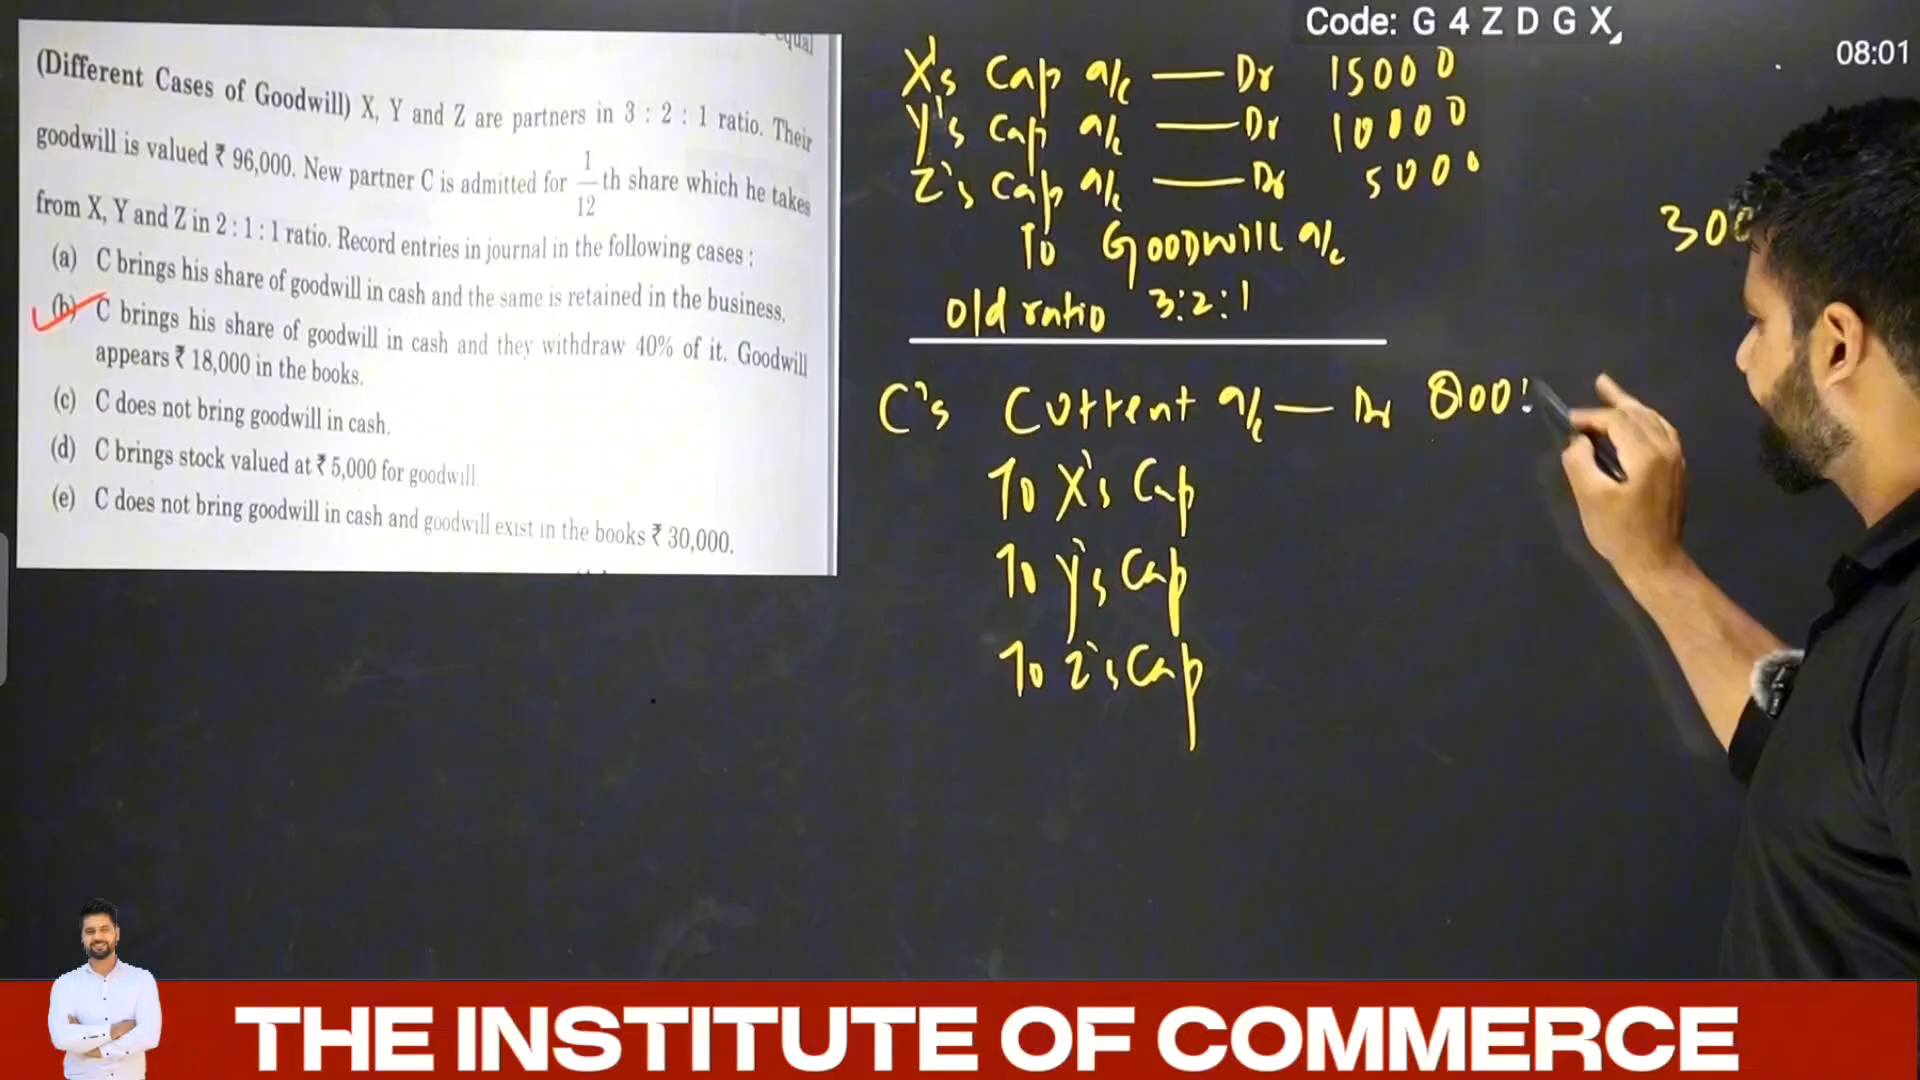 equal
(Different Cases of Goodwill) X, Y and Z are partners in 3 : 2 : 1 ratio. Their
goodwill is valued ₹ 96,000. New partner C is admitted for 1/12 th share which he takes
from X, Y and Z in 2 : 1 : 1 ratio. Record entries in journal in the following cases :
(a) C brings his share of goodwill in cash and the same is retained in the business.
(b) C brings his share of goodwill in cash and they withdraw 40% of it. Goodwill
appears ₹ 18,000 in the books.
(c) C does not bring goodwill in cash.
(d) C brings stock valued at ₹ 5,000 for goodwill.
(e) C does not bring goodwill in cash and goodwill exist in the books ₹ 30,000.
Code: G 4 Z D G X
08:01
X's Cap a/c — Dr 15000
Y's Cap a/c — Dr 10000
Z's Cap a/c — Dr 5000
To Goodwill a/c
300
Old ratio 3:2:1
C's Current a/c — Dr 800
To X's Cap
To Y's Cap
To Z's Cap
THE INSTITUTE OF COMMERCE